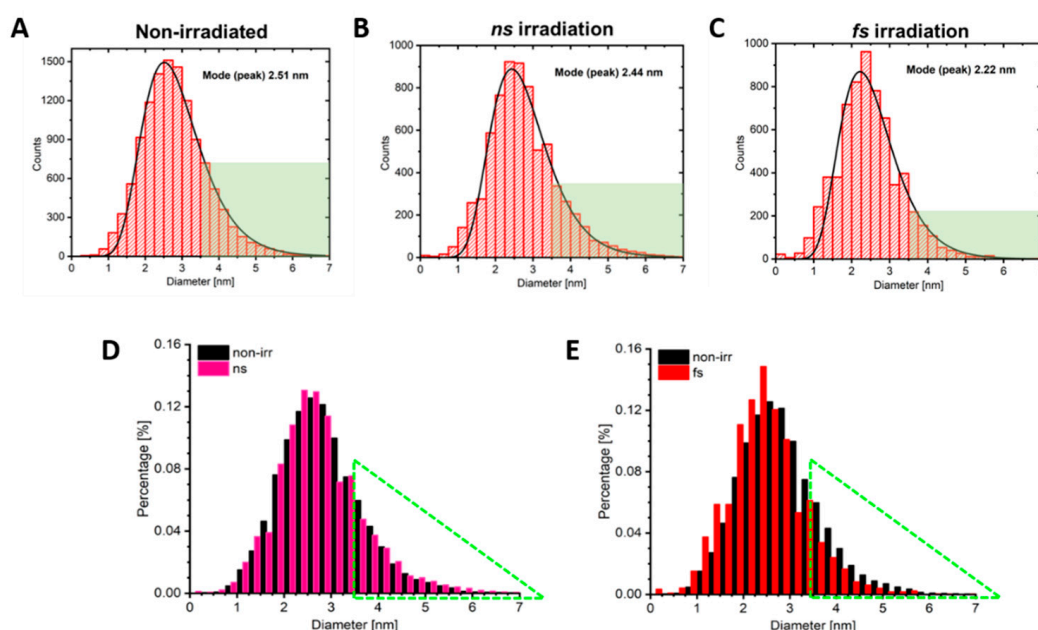 A
Non-irradiated
1500
1200
900
600
300
0
Counts
Mode (peak) 2.51 nm
0 1 2 3 4 5 6 7
Diameter [nm]
B
ns irradiation
1000
800
600
400
200
0
Counts
Mode (peak) 2.44 nm
0 1 2 3 4 5 6 7
Diameter [nm]
C
fs irradiation
1000
800
600
400
200
0
Counts
Mode (peak) 2.22 nm
0 1 2 3 4 5 6
Diameter [nm]
D
0.16
0.12
0.08
0.04
0.00
Percentage [%]
non-irr
ns
0 1 2 3 4 5 6 7
Diameter [nm]
E
0.16
0.12
0.08
0.04
0.00
Percentage [%]
non-irr
fs
0 1 2 3 4 5 6 7
Diameter [nm]